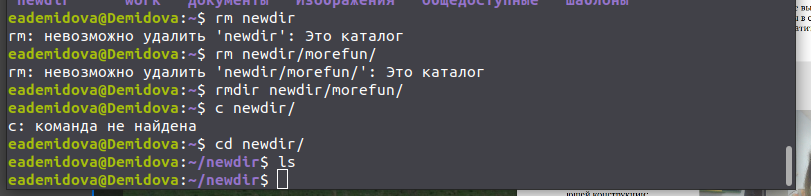 newdir work документы Изображения общедоступные шаблоны
eademidova@Demidova:~$ rm newdir
rm: невозможно удалить 'newdir': Это каталог
eademidova@Demidova:~$ rm newdir/morefun/
rm: невозможно удалить 'newdir/morefun/': Это каталог
eademidova@Demidova:~$ rmdir newdir/morefun/
eademidova@Demidova:~$ c newdir/
c: команда не найдена
eademidova@Demidova:~$ cd newdir/
eademidova@Demidova:~/newdir$ ls
eademidova@Demidova:~/newdir$